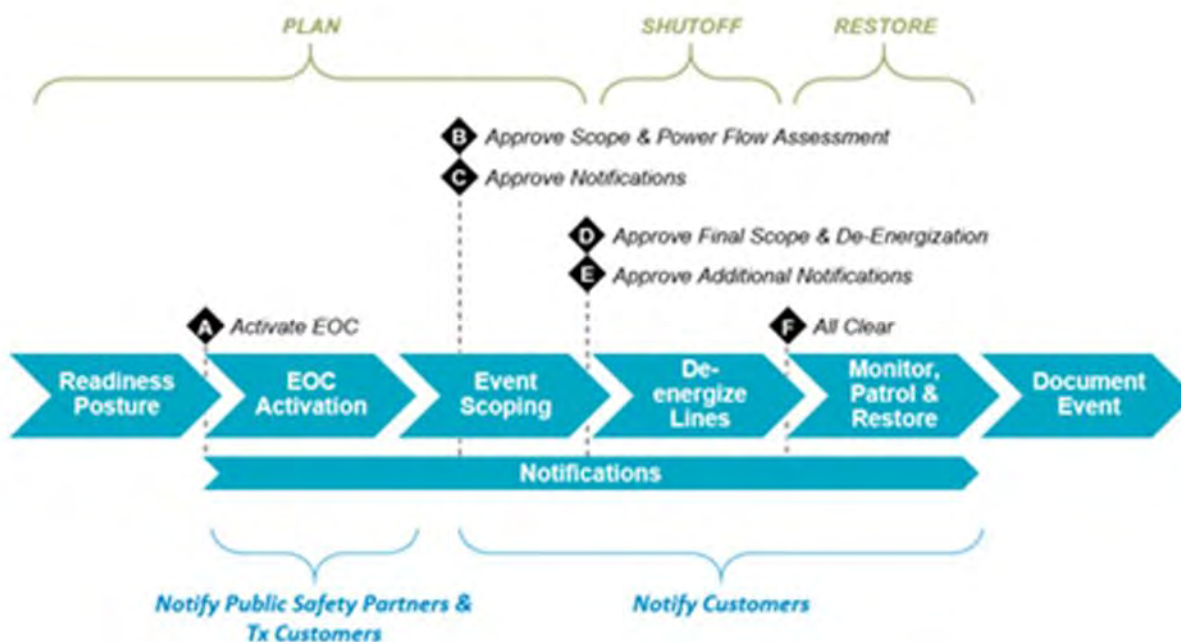 PLAN
SHUTOFF
RESTORE
B Approve Scope & Power Flow Assessment
C Approve Notifications
D Approve Final Scope & De-Energization
E Approve Additional Notifications
A Activate EOC
F All Clear
Readiness
Posture
EOC
Activation
Event
Scoping
De-
energize
Lines
Monitor,
Patrol &
Restore
Document
Event
Notifications
Notify Public Safety Partners &
Tx Customers
Notify Customers